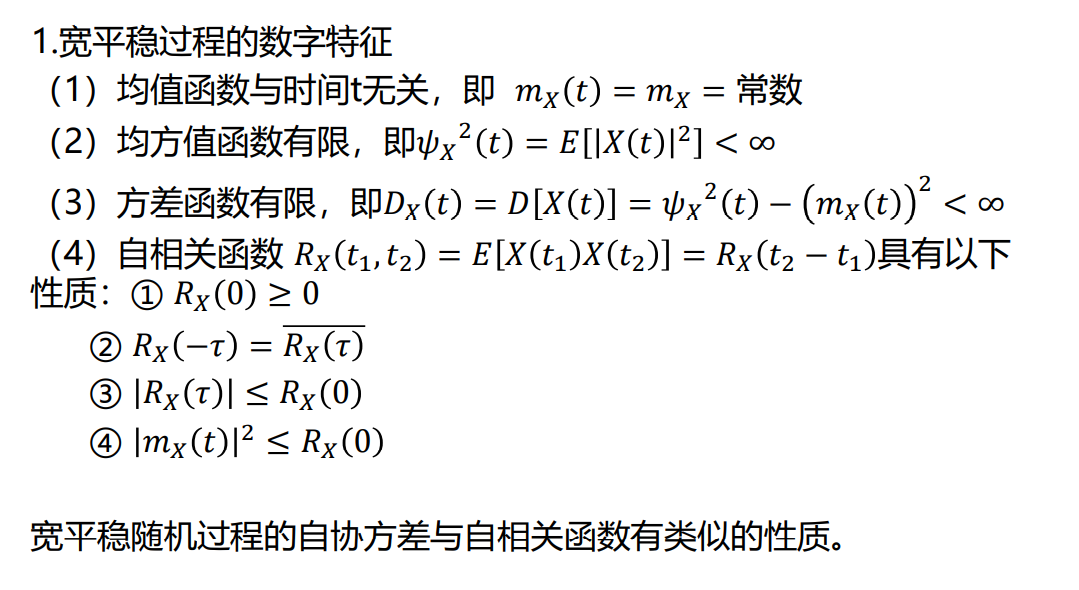 1.宽平稳过程的数字特征
（1）均值函数与时间t无关，即 $m_X(t) = m_X =$ 常数
（2）均方值函数有限，即$\psi_X{}^2(t) = E[|X(t)|^2] < \infty$
（3）方差函数有限，即$D_X(t) = D[X(t)] = \psi_X{}^2(t) - (m_X(t))^2 < \infty$
（4）自相关函数 $R_X(t_1, t_2) = E[X(t_1)X(t_2)] = R_X(t_2 - t_1)$具有以下
性质：① $R_X(0) \geq 0$
② $R_X(-\tau) = \overline{R_X(\tau)}$
③ $|R_X(\tau)| \leq R_X(0)$
④ $|m_X(t)|^2 \leq R_X(0)$
宽平稳随机过程的自协方差与自相关函数有类似的性质。